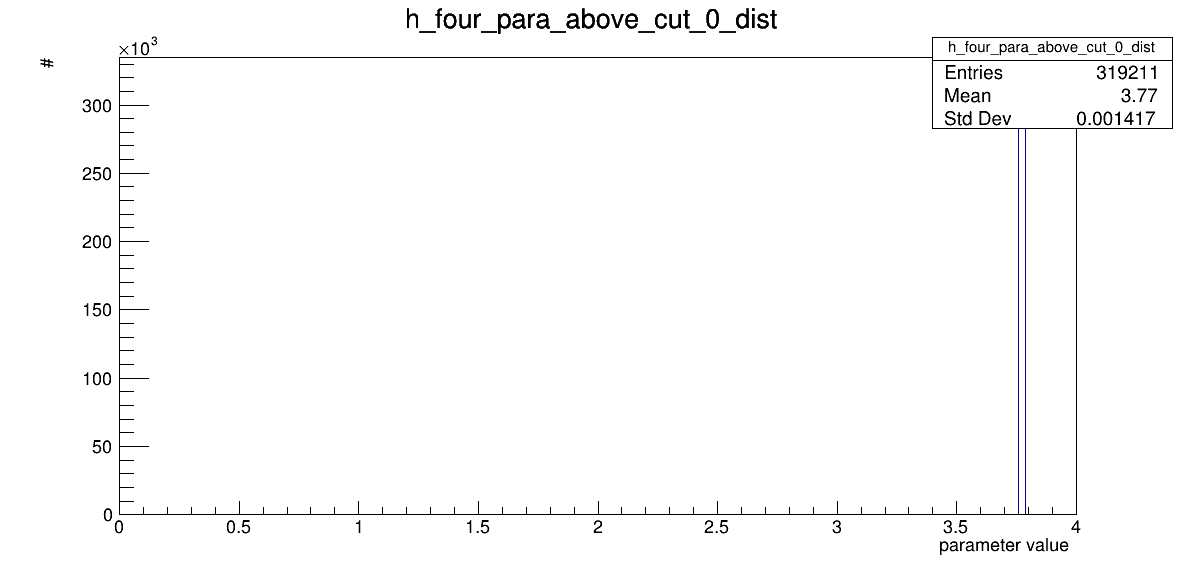 h_four_para_above_cut_0_dist
×10³
#
h_four_para_above_cut_0_dist
Entries 319211
Mean 3.77
Std Dev 0.001417
300
250
200
150
100
50
0
0 0.5 1 1.5 2 2.5 3 3.5 4
parameter value